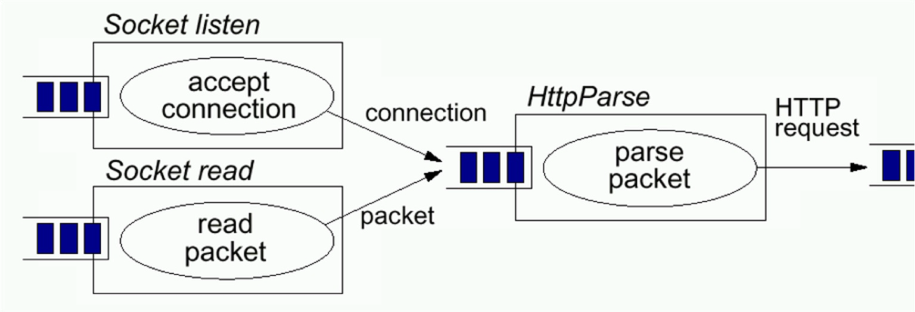 Socket listen
accept
connection
connection
Socket read
read
packet
packet
HttpParse
parse
packet
HTTP
request